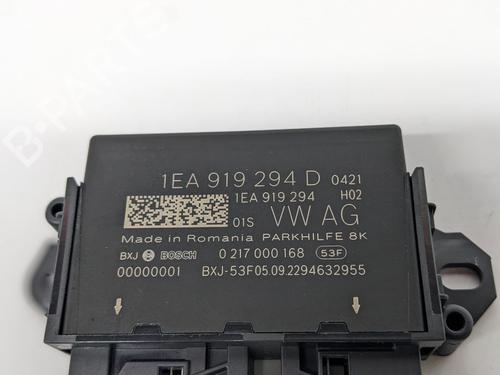 1EA 919 294 D 0421
1EA 919 294 H02
01S VW AG
Made in Romania PARKHILFE 8K
BXJ BOSCH 0 217 000 168 53F
00000001 BXJ-53F05.09.2294632955
B-PARTS